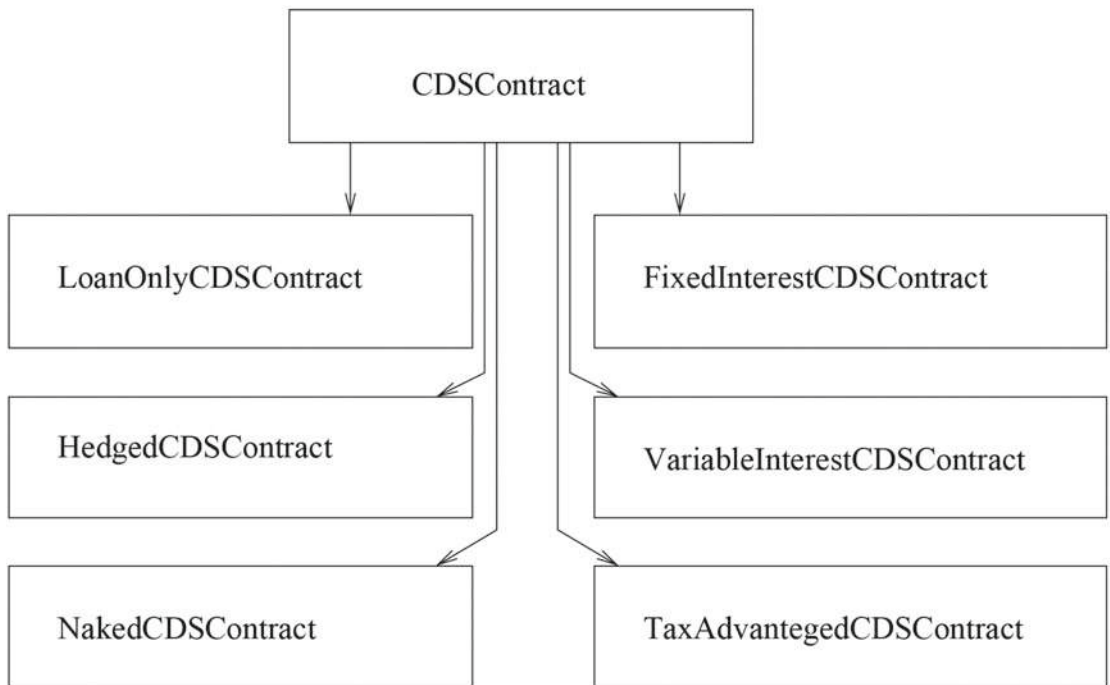 CDSContract
LoanOnlyCDSContract
FixedInterestCDSContract
HedgedCDSContract
VariableInterestCDSContract
NakedCDSContract
TaxAdvantegedCDSContract